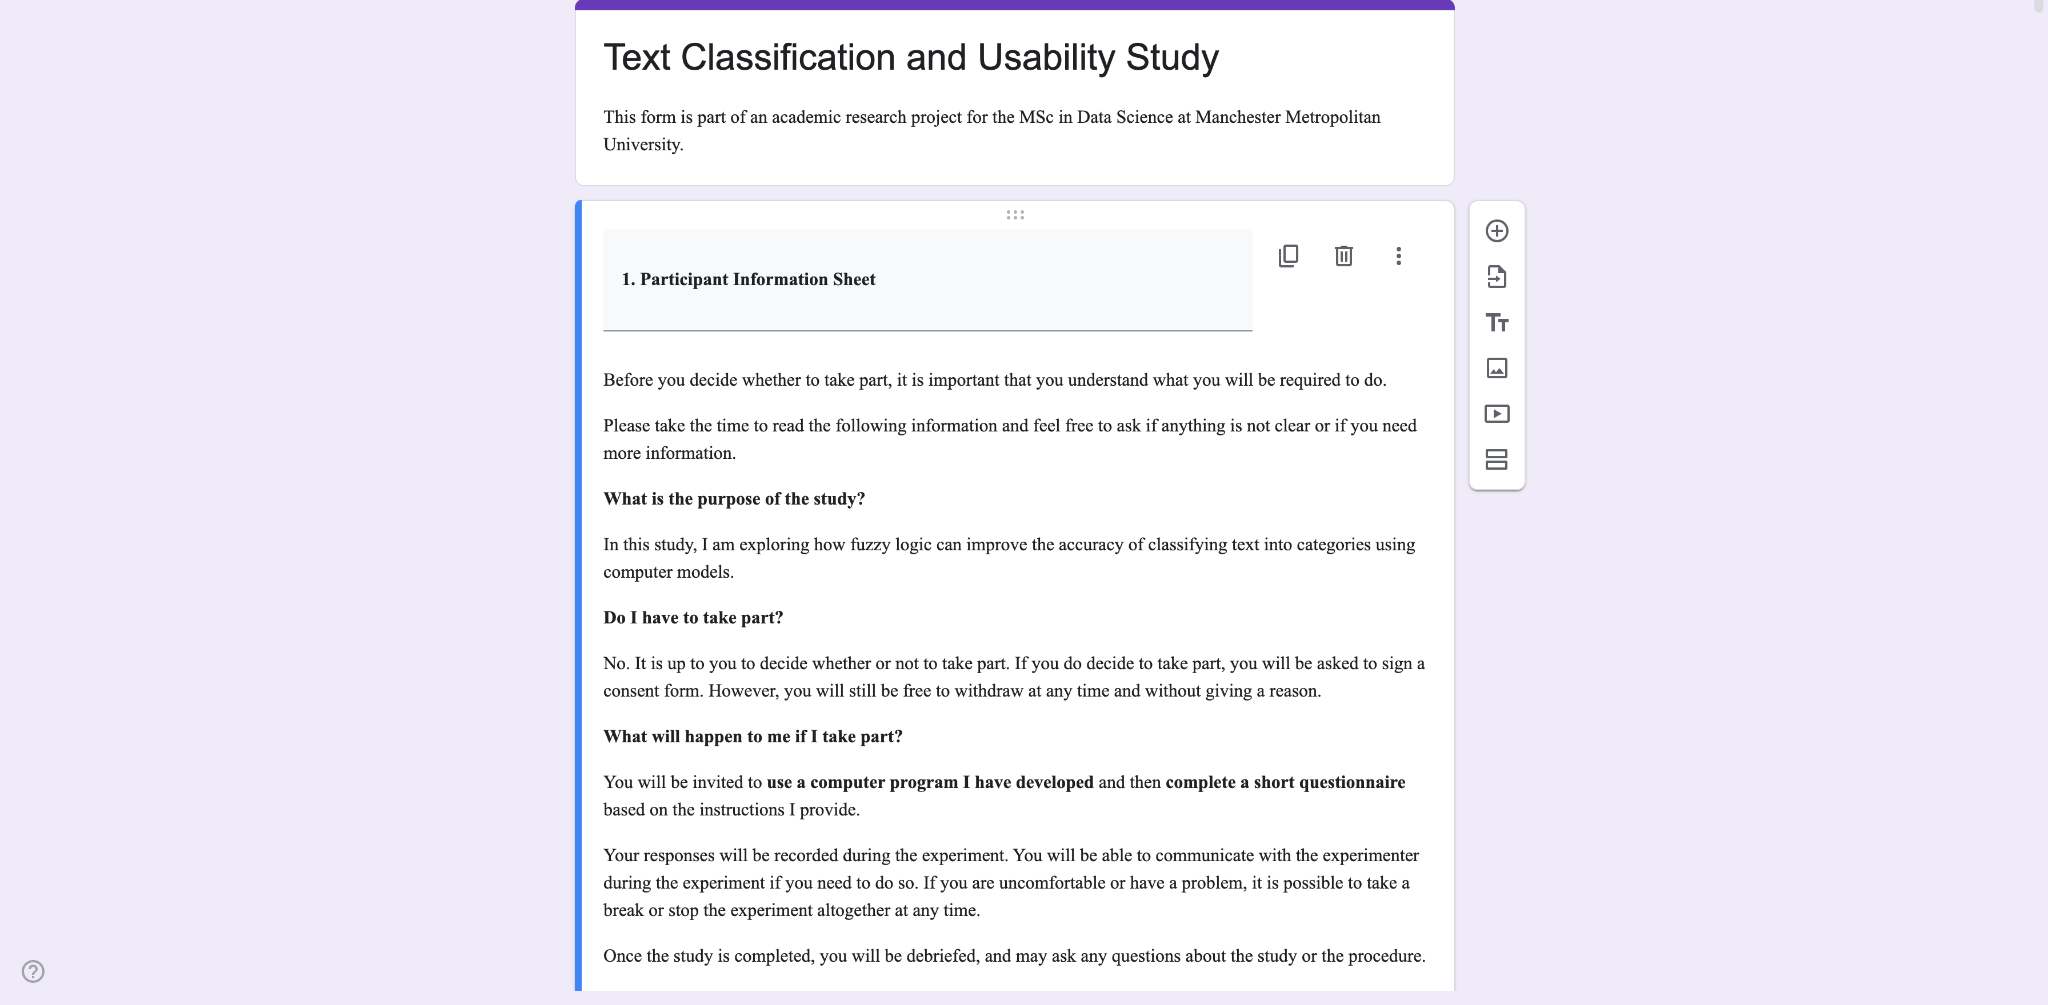 Text Classification and Usability Study
This form is part of an academic research project for the MSc in Data Science at Manchester Metropolitan
University.
1. Participant Information Sheet
Before you decide whether to take part, it is important that you understand what you will be required to do.
Please take the time to read the following information and feel free to ask if anything is not clear or if you need
more information.
What is the purpose of the study?
In this study, I am exploring how fuzzy logic can improve the accuracy of classifying text into categories using
computer models.
Do I have to take part?
No. It is up to you to decide whether or not to take part. If you do decide to take part, you will be asked to sign a
consent form. However, you will still be free to withdraw at any time and without giving a reason.
What will happen to me if I take part?
You will be invited to use a computer program I have developed and then complete a short questionnaire
based on the instructions I provide.
Your responses will be recorded during the experiment. You will be able to communicate with the experimenter
during the experiment if you need to do so. If you are uncomfortable or have a problem, it is possible to take a
break or stop the experiment altogether at any time.
Once the study is completed, you will be debriefed, and may ask any questions about the study or the procedure.